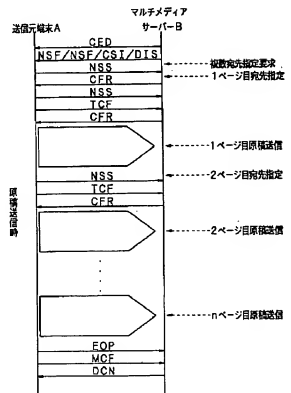 マルチメディア
送信元端末A サーバーB
CED
NSF/NSF/CSI/DIS
NSS 複数宛先指定要求
CFR 1ページ目宛先指定
NSS
TCF
CFR
1ページ目原稿送信
NSS 2ページ目宛先指定
TCF
CFR
原稿送信時
2ページ目原稿送信
nページ目原稿送信
EOP
MCF
DCN